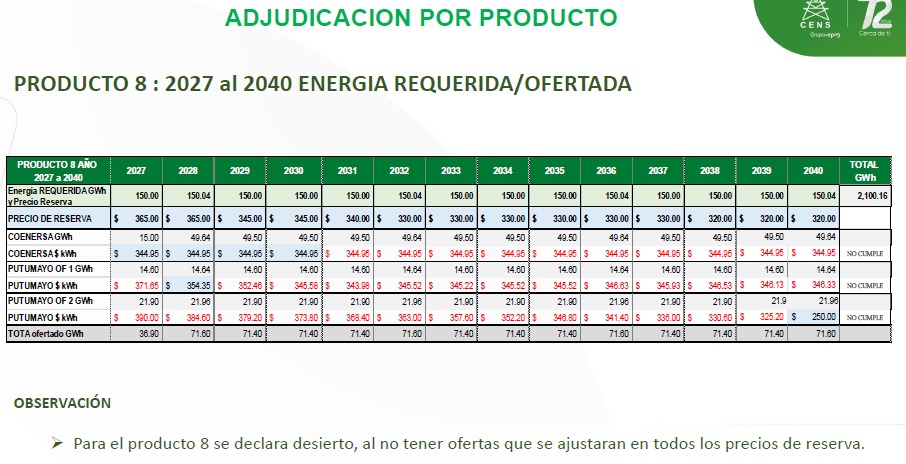 ADJUDICACION POR PRODUCTO
CENS
Grupo·epm
72
años
Cerca de ti
PRODUCTO 8 : 2027 al 2040 ENERGIA REQUERIDA/OFERTADA
PRODUCTO 8 AÑO 2027 a 2040 2027 2028 2029 2030 2031 2032 2033 2034 2035 2036 2037 2038 2039 2040 TOTAL GWh
Energia REQUERIDA GWh y Precio Reserva 150.00 150.04 150.00 150.00 150.00 150.04 150.00 150.00 150.00 150.04 150.00 150.00 150.00 150.04 2,100.16
PRECIO DE RESERVA $ 365.00 $ 365.00 $ 345.00 $ 345.00 $ 340.00 $ 330.00 $ 330.00 $ 330.00 $ 330.00 $ 330.00 $ 330.00 $ 320.00 $ 320.00 $ 320.00
COENERSA GWh 15.00 49.64 49.50 49.50 49.50 49.64 49.50 49.50 49.50 49.64 49.50 49.50 49.50 49.64
COENERSA $ kWh $ 344.95 $ 344.95 $ 344.95 $ 344.95 $ 344.95 $ 344.95 $ 344.95 $ 344.95 $ 344.95 $ 344.95 $ 344.95 $ 344.95 $ 344.95 $ 344.95 NO CUMPLE
PUTUMAYO OF 1 GWh 14.60 14.64 14.60 14.60 14.60 14.64 14.60 14.60 14.60 14.64 14.60 14.60 14.60 14.64
PUTUMAYO $ kWh $ 371.65 $ 354.35 $ 352.46 $ 345.58 $ 343.98 $ 345.52 $ 345.22 $ 345.52 $ 345.52 $ 346.63 $ 345.93 $ 346.53 $ 346.13 $ 346.33 NO CUMPLE
PUTUMAYO OF 2 GWh 21.90 21.96 21.90 21.90 21.90 21.96 21.90 21.90 21.90 21.96 21.90 21.90 21.9 21.96
PUTUMAYO $ kWh $ 390.00 $ 384.60 $ 379.20 $ 373.80 $ 368.40 $ 363.00 $ 357.60 $ 352.20 $ 346.80 $ 341.40 $ 336.00 $ 330.60 $ 325.20 $ 250.00 NO CUMPLE
TOTA ofertado GWh 36.90 71.60 71.40 71.40 71.40 71.60 71.40 71.40 71.40 71.60 71.40 71.40 71.40 71.60
OBSERVACIÓN
➢ Para el producto 8 se declara desierto, al no tener ofertas que se ajustaran en todos los precios de reserva.